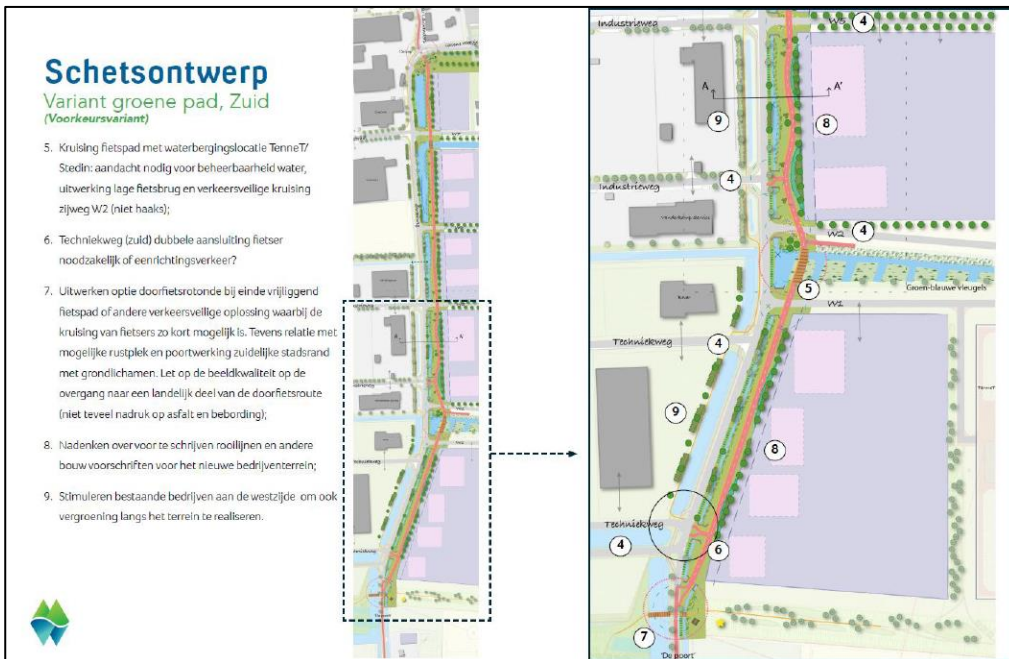 Schetsontwerp
Variant groene pad, Zuid
(Voorkeursvariant)
5. Kruising fietspad met waterbergingslocatie TenneT/
Stedin: aandacht nodig voor beheerbaarheid water,
uitwerking lage fietsbrug en verkeersveilige kruising
zijweg W2 (niet haaks);
6. Techniekweg (zuid) dubbele aansluiting fietser
noodzakelijk of eenrichtingsverkeer?
7. Uitwerken optie doorfietsrotonde bij einde vrijliggend
fietspad of andere verkeersveilige oplossing waarbij de
kruising van fietsers zo kort mogelijk is. Tevens relatie met
mogelijke rustplek en poortwerking zuidelijke stadsrand
met grondlichamen. Let op de beeldkwaliteit op de
overgang naar een landelijk deel van de doorfietsroute
(niet teveel nadruk op asfalt en bebording);
8. Nadenken over voor te schrijven rooilijnen en andere
bouw voorschriften voor het nieuwe bedrijventerrein;
9. Stimuleren bestaande bedrijven aan de westzijde om ook
vergroening langs het terrein te realiseren.
Industrieweg
W3
4
A
A'
9
8
Industrieweg
4
4
W2
5
Groen-blauwe vleugels
W1
Techniekweg
4
9
8
TenneT
Techniekweg
4
6
7
'De poort'